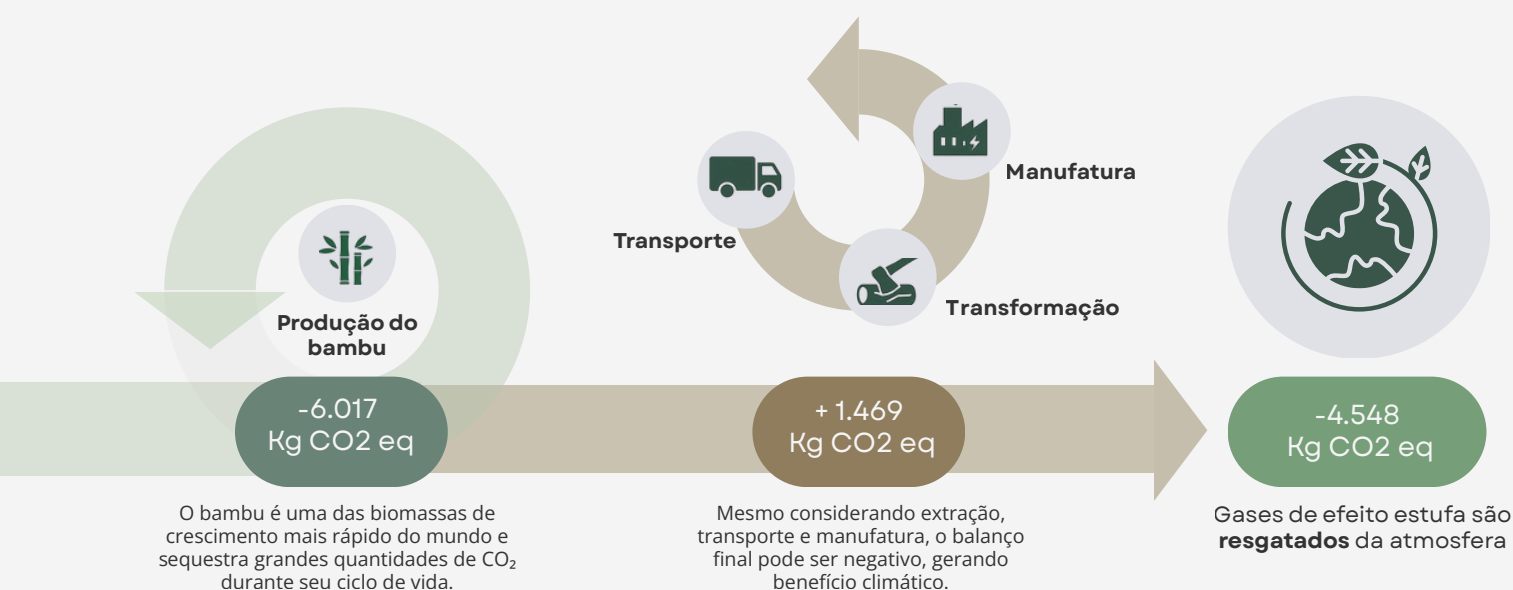 Manufatura
Transporte
Transformação
Produção do
bambu
-6.017
Kg CO2 eq
+ 1.469
Kg CO2 eq
-4.548
Kg CO2 eq
O bambu é uma das biomassas de
crescimento mais rápido do mundo e
sequestra grandes quantidades de CO₂
durante seu ciclo de vida.
Mesmo considerando extração,
transporte e manufatura, o balanço
final pode ser negativo, gerando
benefício climático.
Gases de efeito estufa são
resgatados da atmosfera